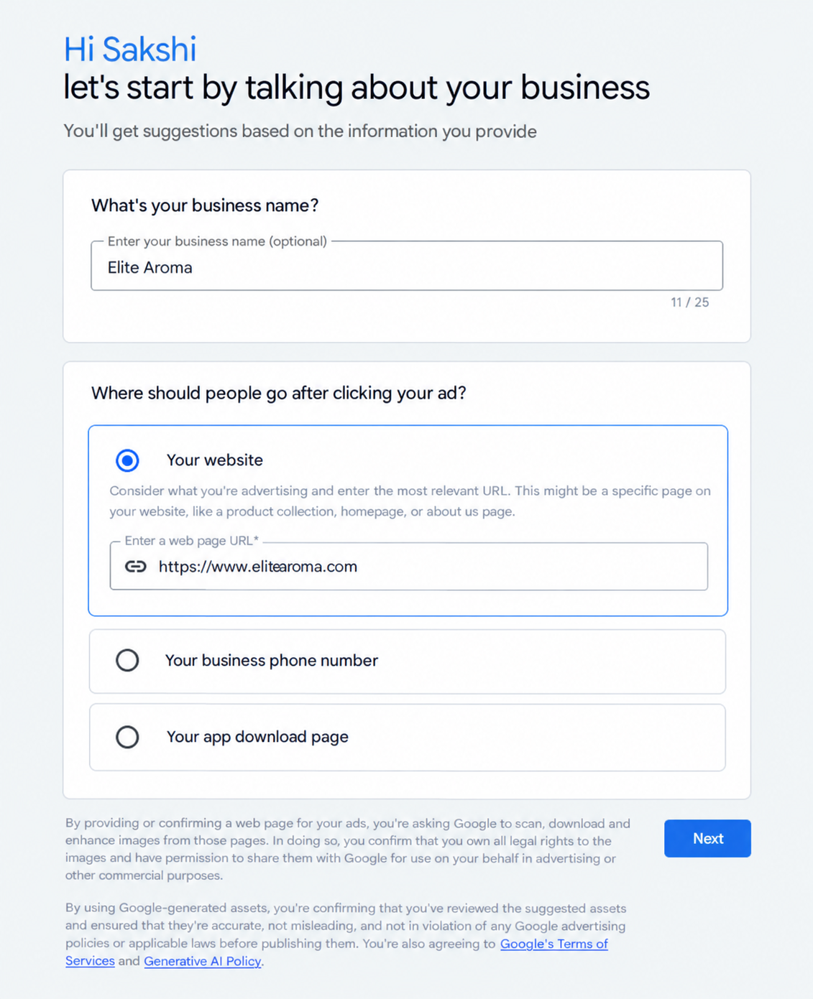 Hi Sakshi
let's start by talking about your business
You'll get suggestions based on the information you provide
What's your business name?
Enter your business name (optional)
Elite Aroma
11 / 25
Where should people go after clicking your ad?
Your website
Consider what you're advertising and enter the most relevant URL. This might be a specific page on
your website, like a product collection, homepage, or about us page.
Enter a web page URL*
https://www.elitearoma.com
Your business phone number
Your app download page
By providing or confirming a web page for your ads, you're asking Google to scan, download and
enhance images from those pages. In doing so, you confirm that you own all legal rights to the
images and have permission to share them with Google for use on your behalf in advertising or
other commercial purposes.
Next
By using Google-generated assets, you're confirming that you've reviewed the suggested assets
and ensured that they're accurate, not misleading, and not in violation of any Google advertising
policies or applicable laws before publishing them. You're also agreeing to Google's Terms of
Services and Generative AI Policy.